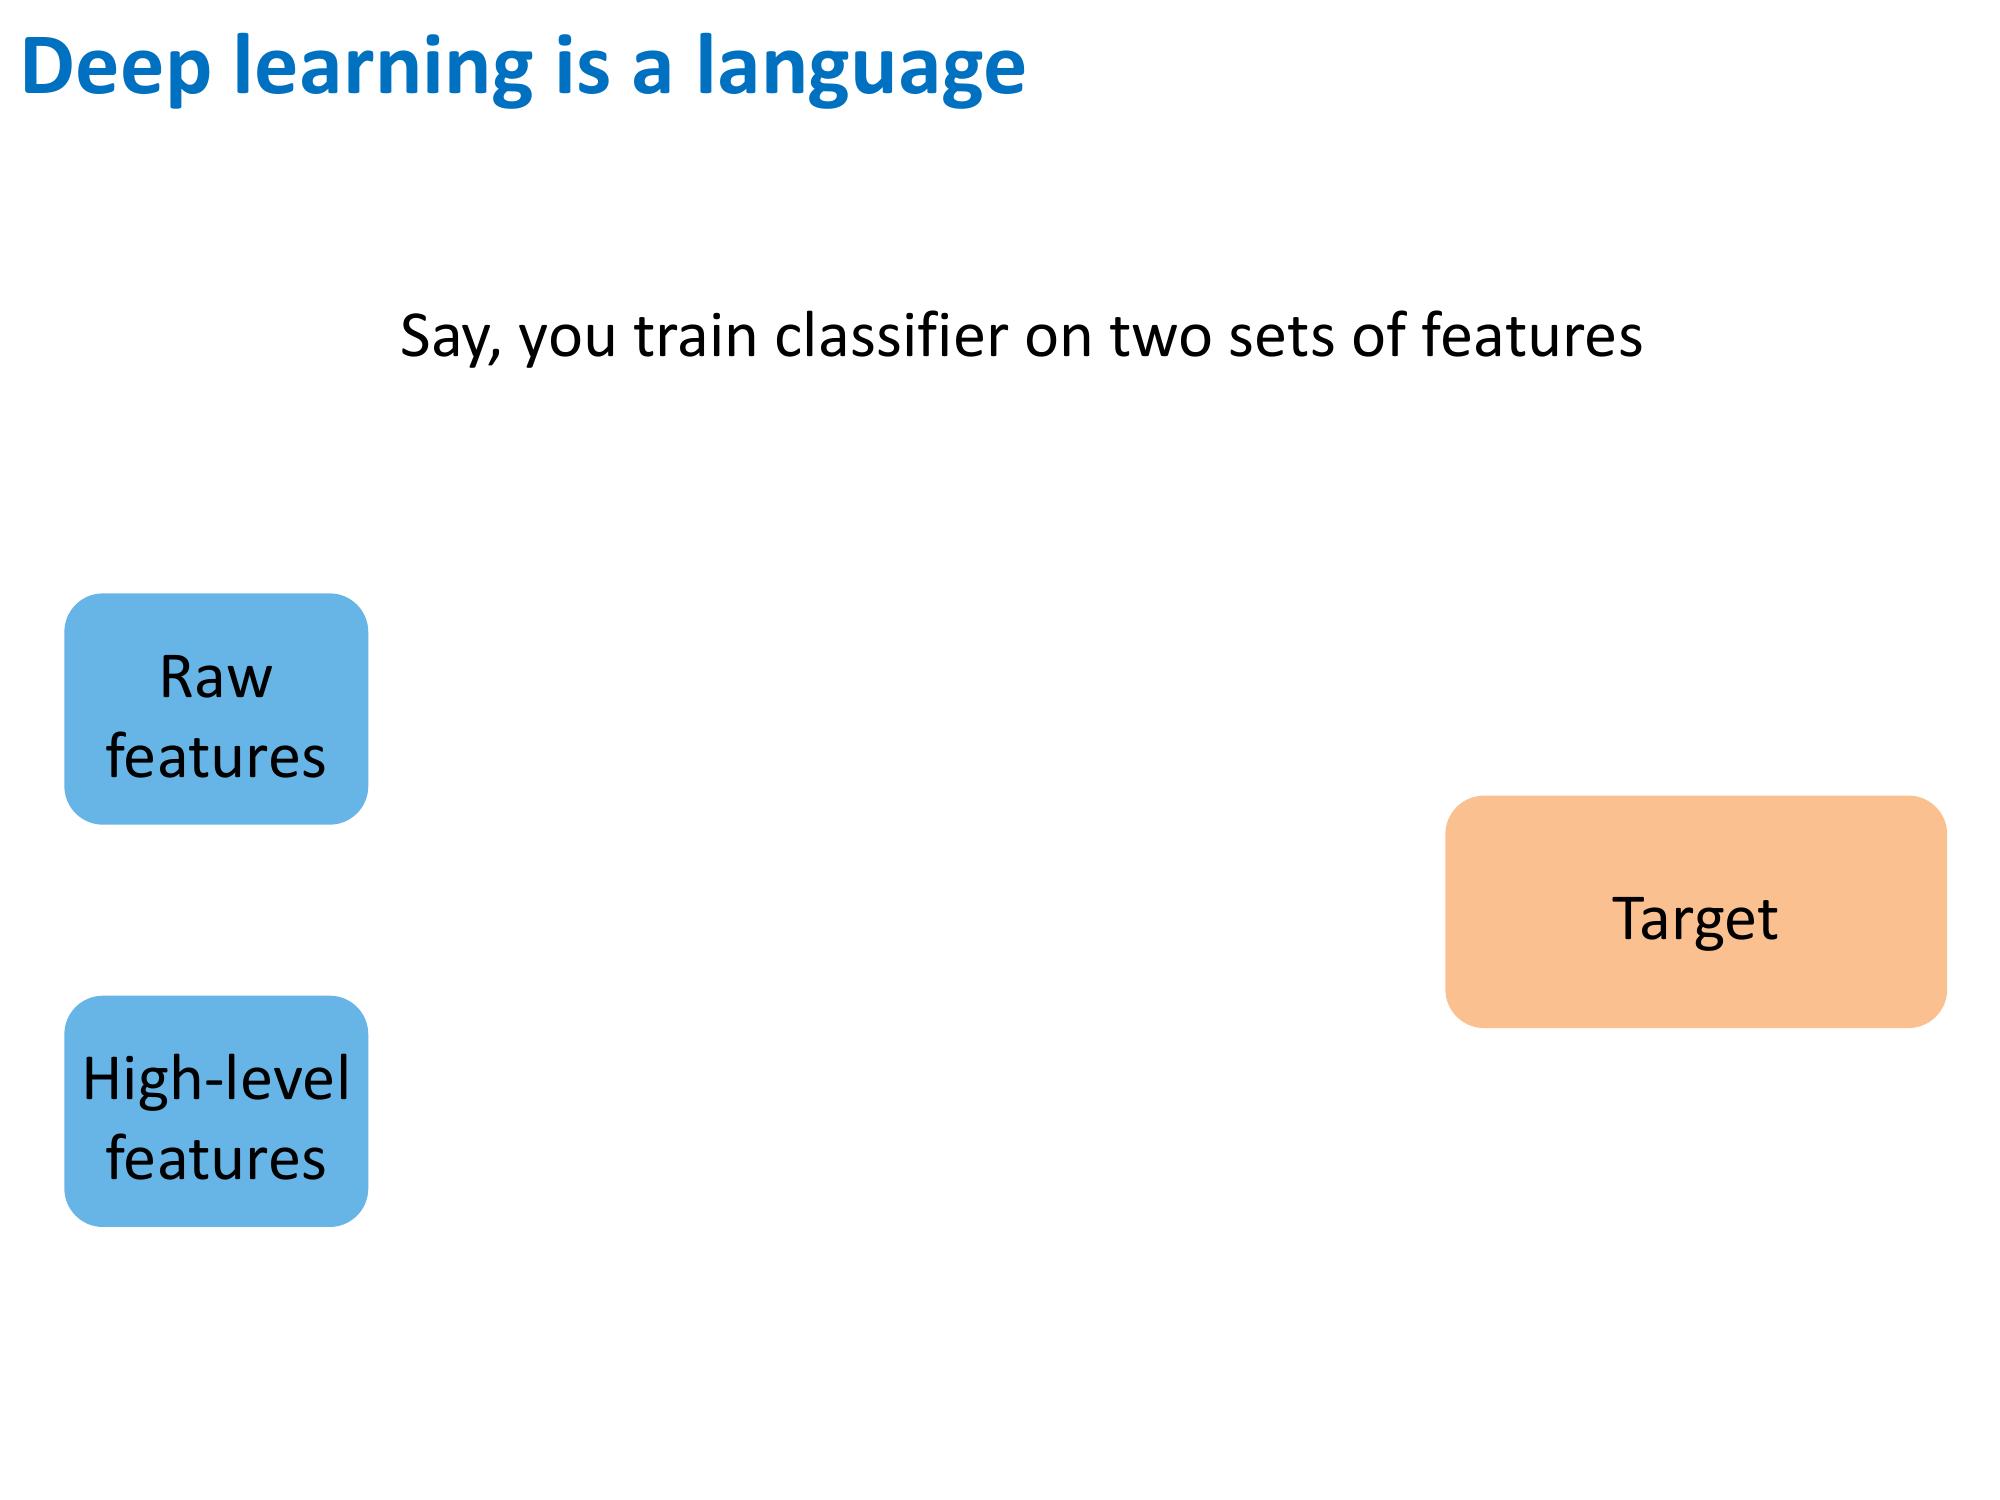 Deep learning is a language
Say, you train classifier on two sets of features
Raw
features
Target
High-level
features